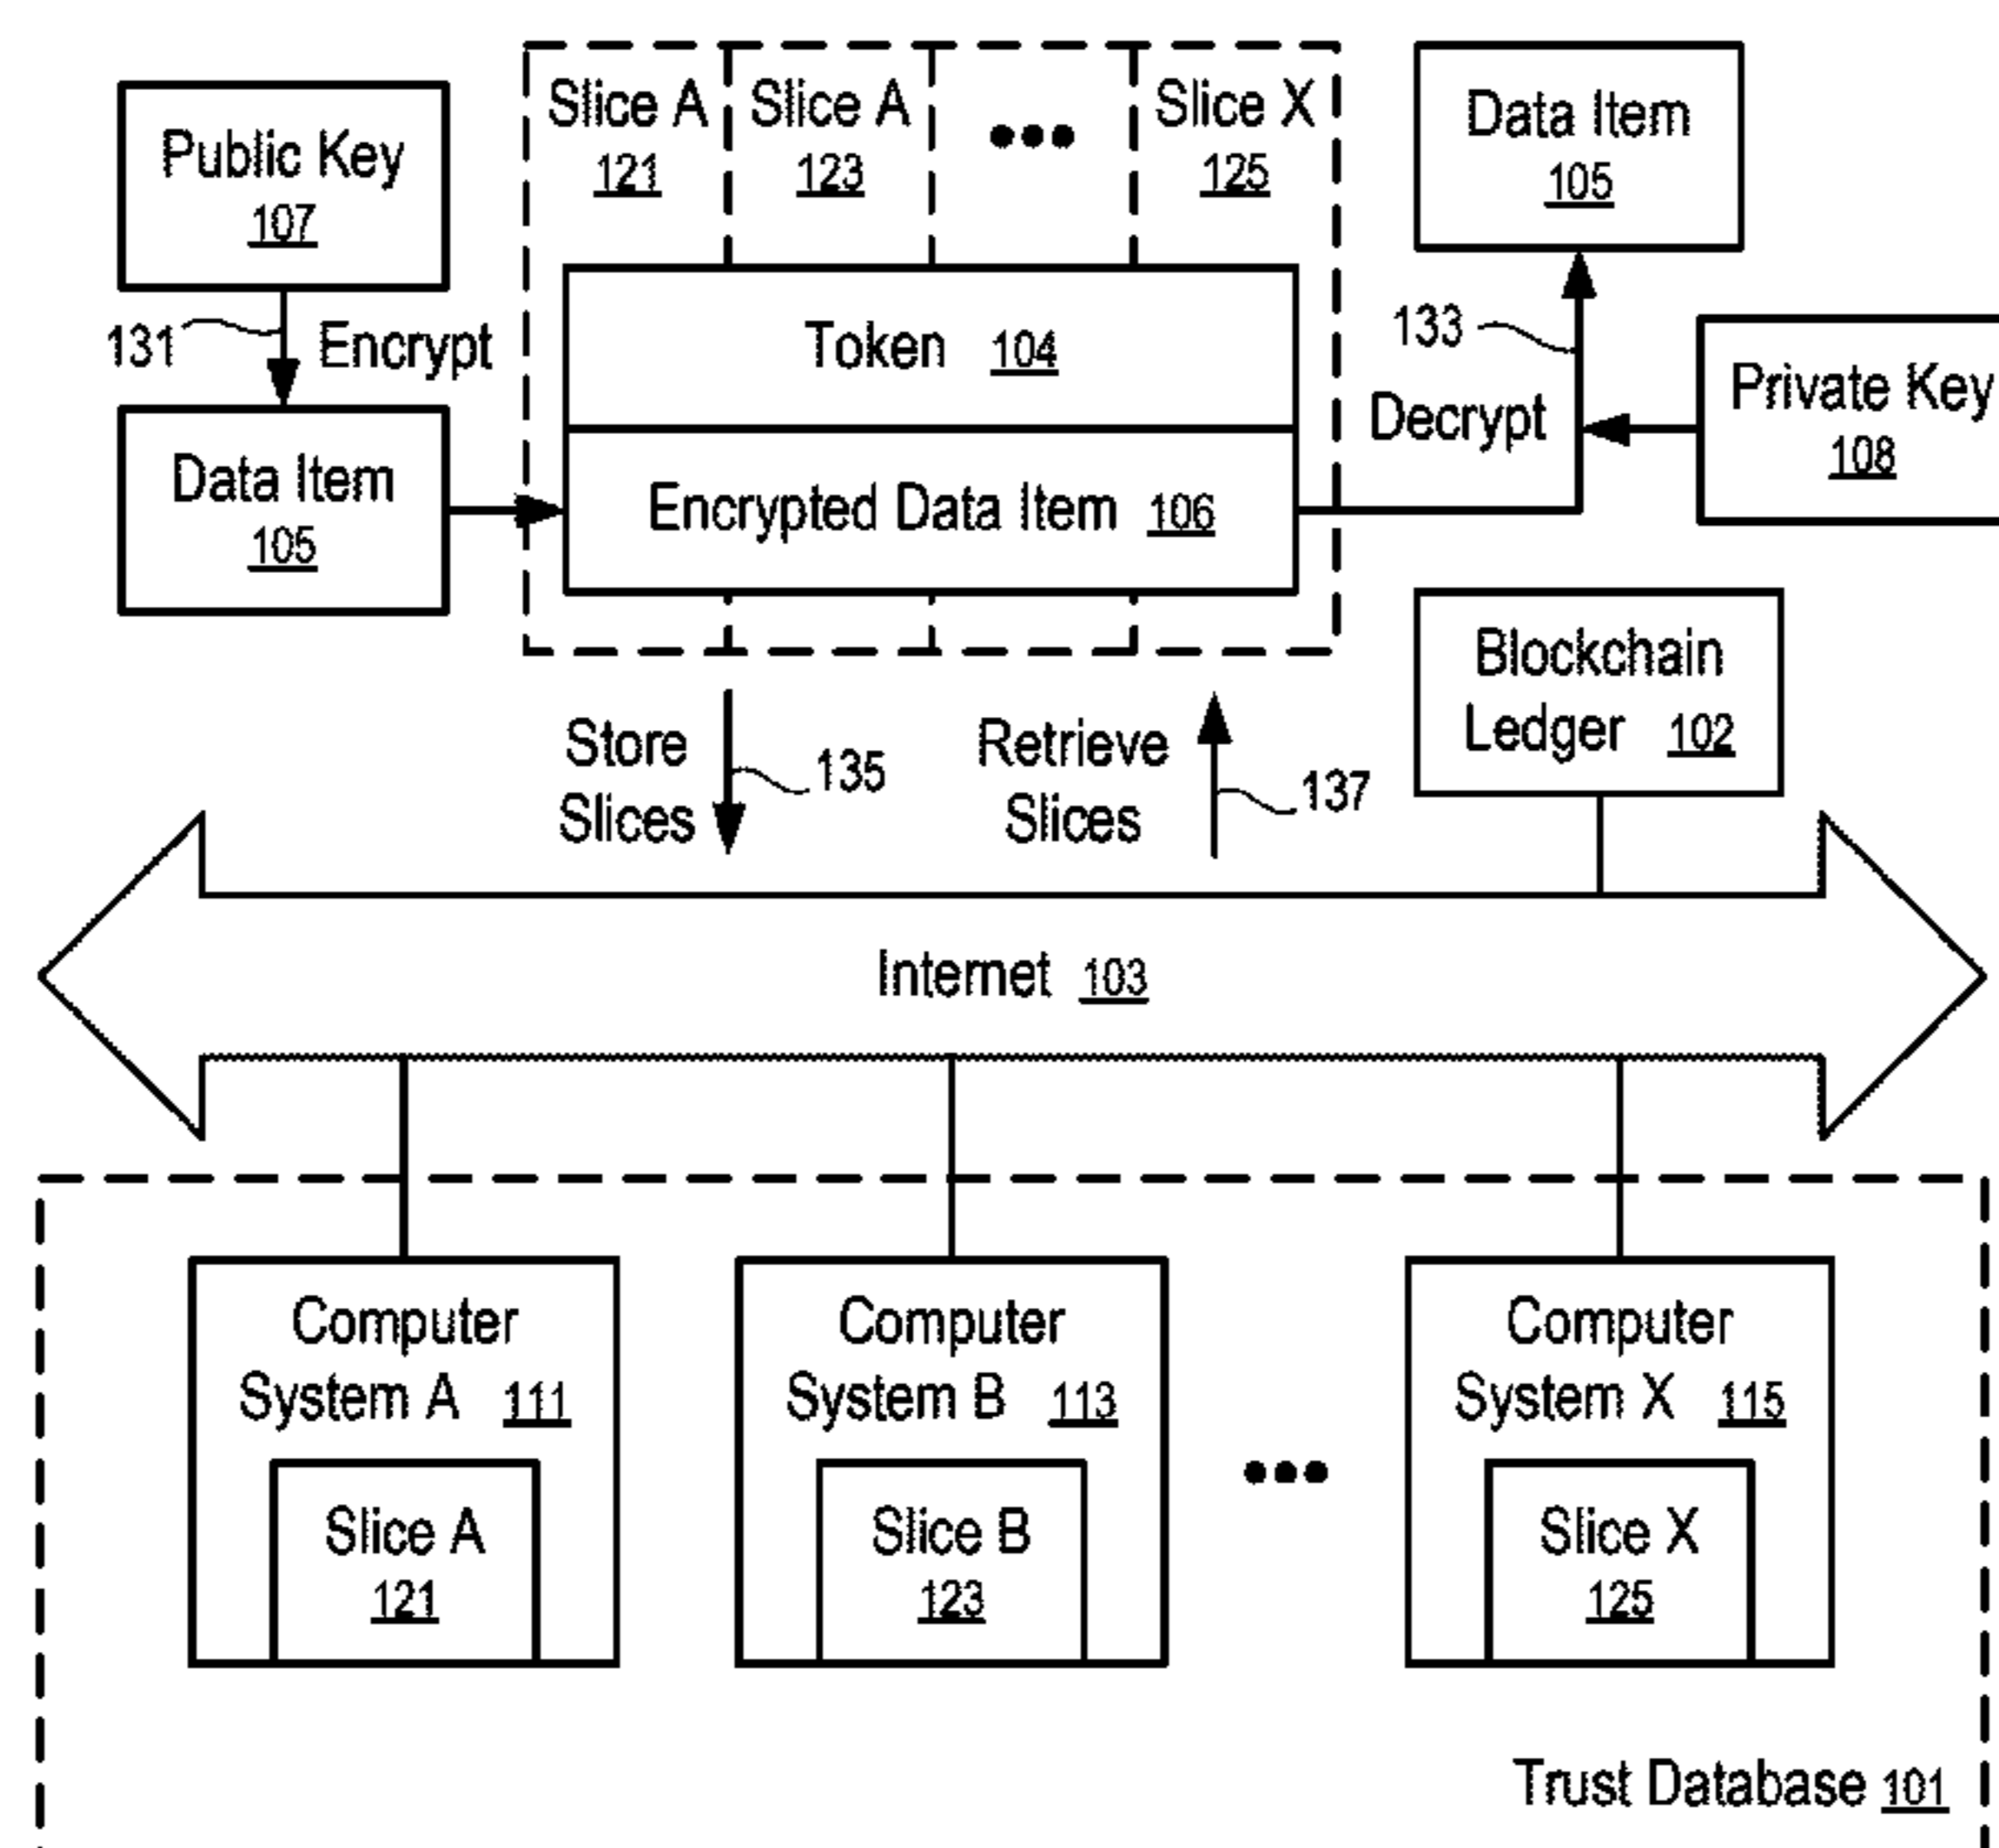 Public Key
107
131
Encrypt
Data Item
105
Slice A
121
Slice A
123
Slice X
125
Token 104
Encrypted Data Item 106
Data Item
105
133
Decrypt
Private Key
108
Store
Slices
135
Retrieve
Slices
137
Blockchain
Ledger 102
Internet 103
Computer
System A 111
Slice A
121
Computer
System B 113
Slice B
123
Computer
System X 115
Slice X
125
Trust Database 101